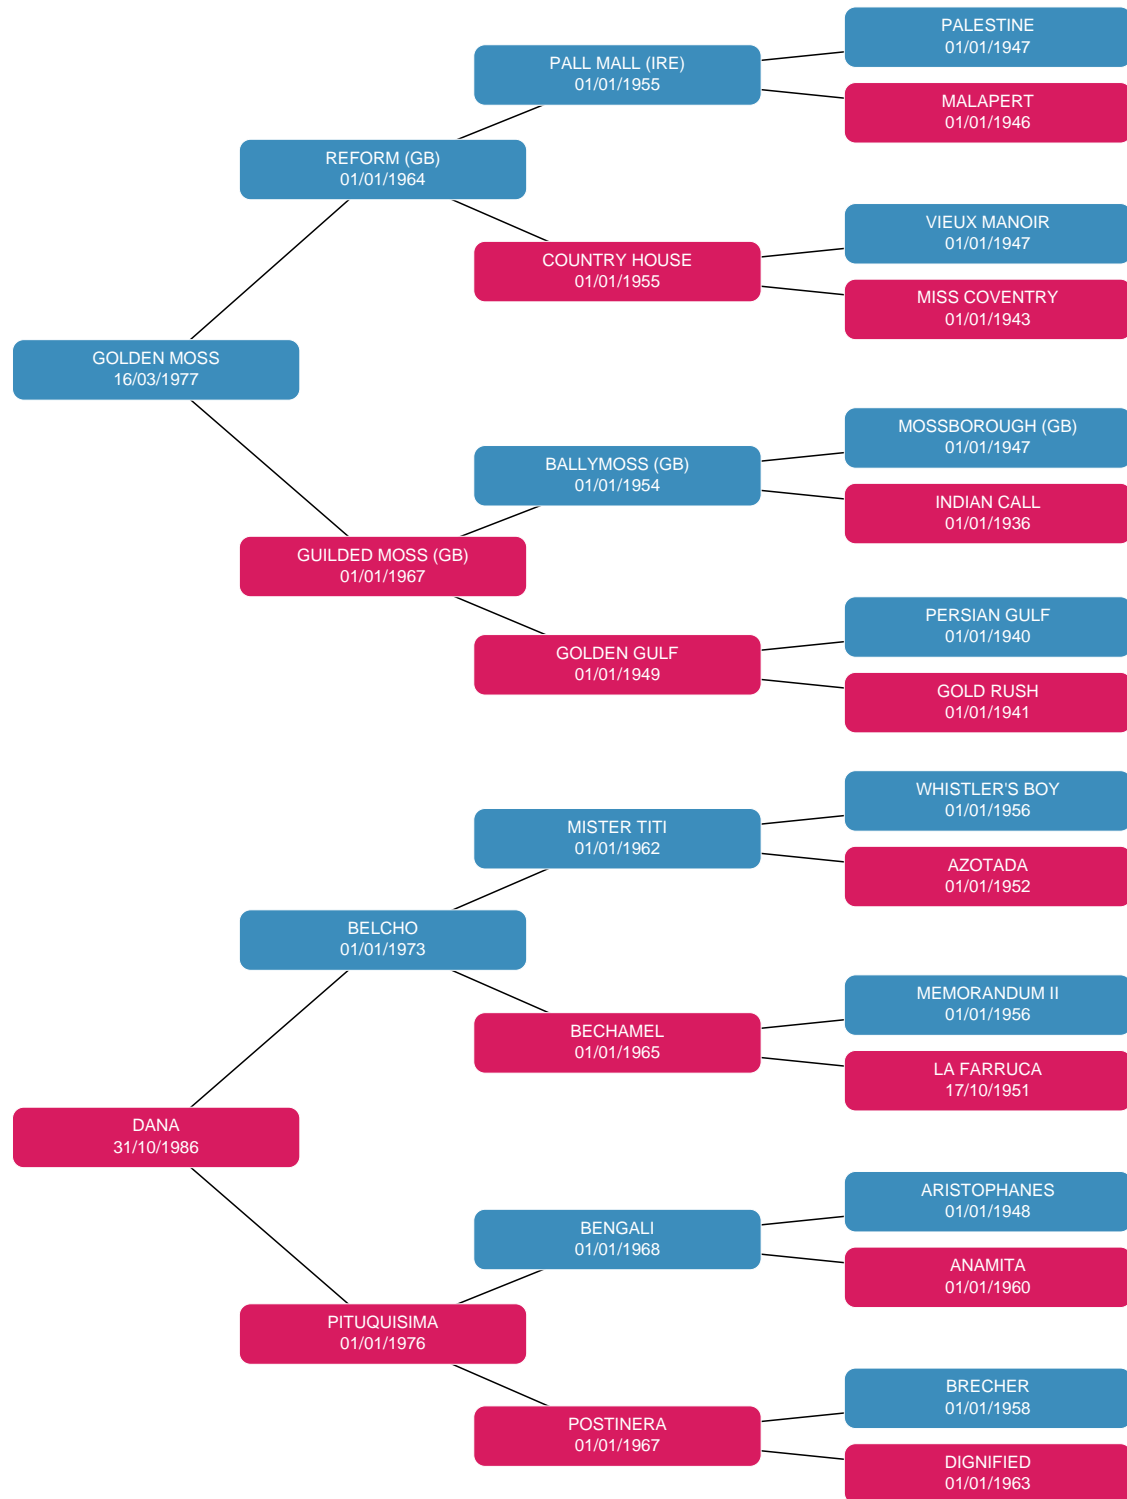 PALESTINE
01/01/1947
PALL MALL (IRE)
01/01/1955
MALAPERT
01/01/1946
REFORM (GB)
01/01/1964
VIEUX MANOIR
01/01/1947
COUNTRY HOUSE
01/01/1955
MISS COVENTRY
01/01/1943
GOLDEN MOSS
16/03/1977
MOSSBOROUGH (GB)
01/01/1947
BALLYMOSS (GB)
01/01/1954
INDIAN CALL
01/01/1936
GUILDED MOSS (GB)
01/01/1967
PERSIAN GULF
01/01/1940
GOLDEN GULF
01/01/1949
GOLD RUSH
01/01/1941
WHISTLER'S BOY
01/01/1956
MISTER TITI
01/01/1962
AZOTADA
01/01/1952
BELCHO
01/01/1973
MEMORANDUM II
01/01/1956
BECHAMEL
01/01/1965
LA FARRUCA
17/10/1951
DANA
31/10/1986
ARISTOPHANES
01/01/1948
BENGALI
01/01/1968
ANAMITA
01/01/1960
PITUQUISIMA
01/01/1976
BRECHER
01/01/1958
POSTINERA
01/01/1967
DIGNIFIED
01/01/1963